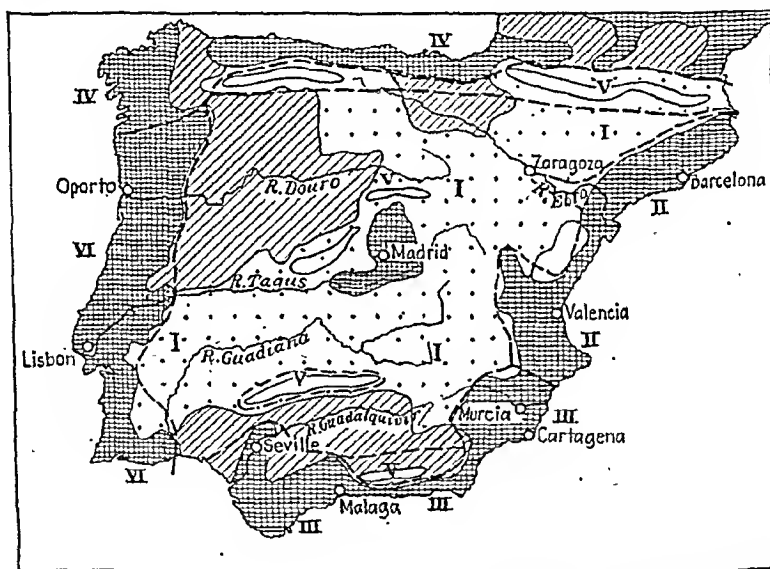 IV
IV
V
I
Zaragoza
R. Ebro
Barcelona
II
Oporto
R. Douro
V
I
VI
Madrid
R. Tagus
Valencia
II
Lisbon
I
R. Guadiana
I
V
Murcia
III
Cartagena
R. Guadalquivir
Seville
VI
V
Malaga
III
III